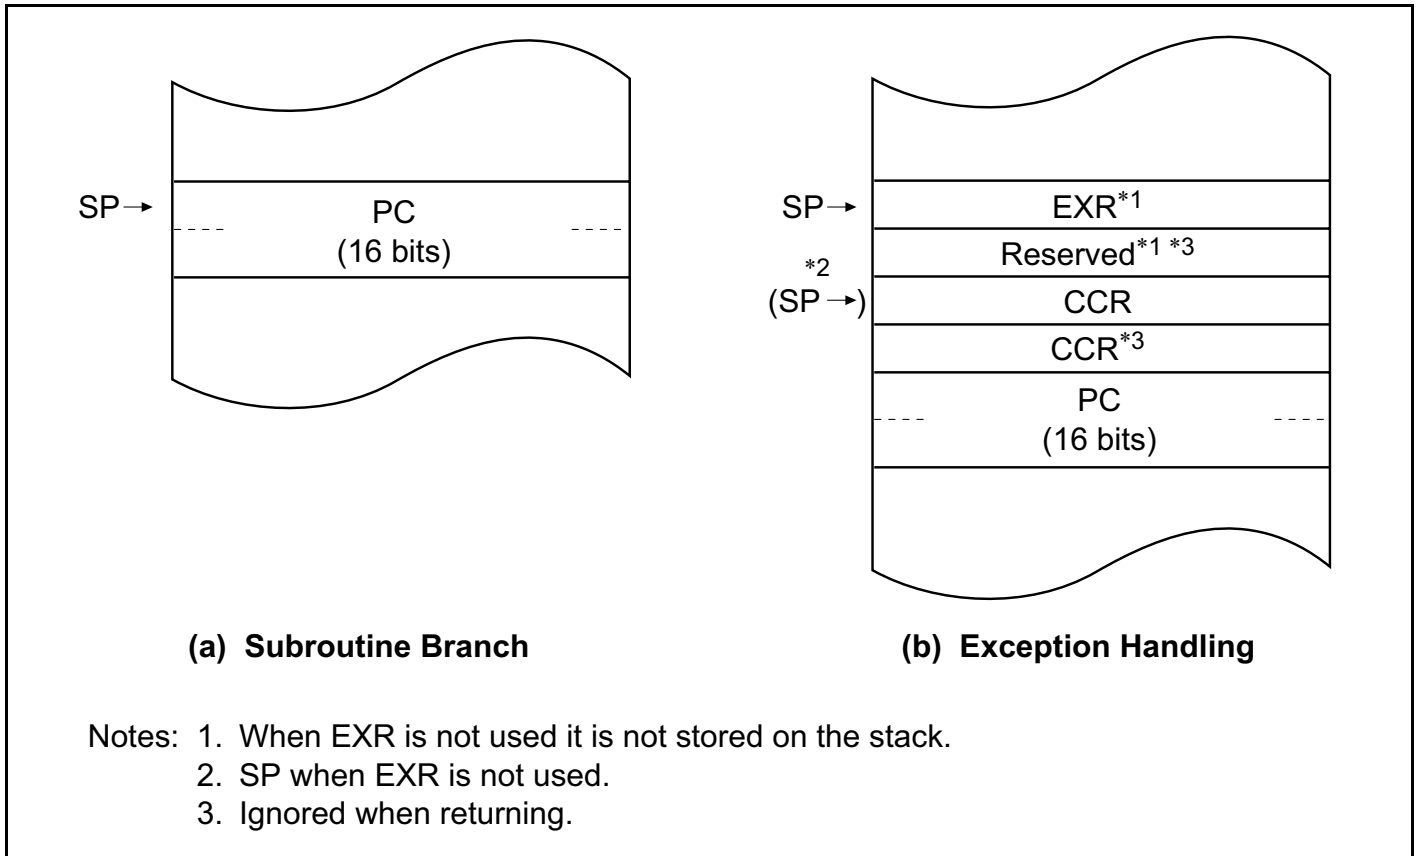 SP→
PC
(16 bits)
SP→
EXR*1
Reserved*1 *3
*2
(SP→)
CCR
CCR*3
PC
(16 bits)
(a) Subroutine Branch
(b) Exception Handling
Notes: 1. When EXR is not used it is not stored on the stack.
2. SP when EXR is not used.
3. Ignored when returning.